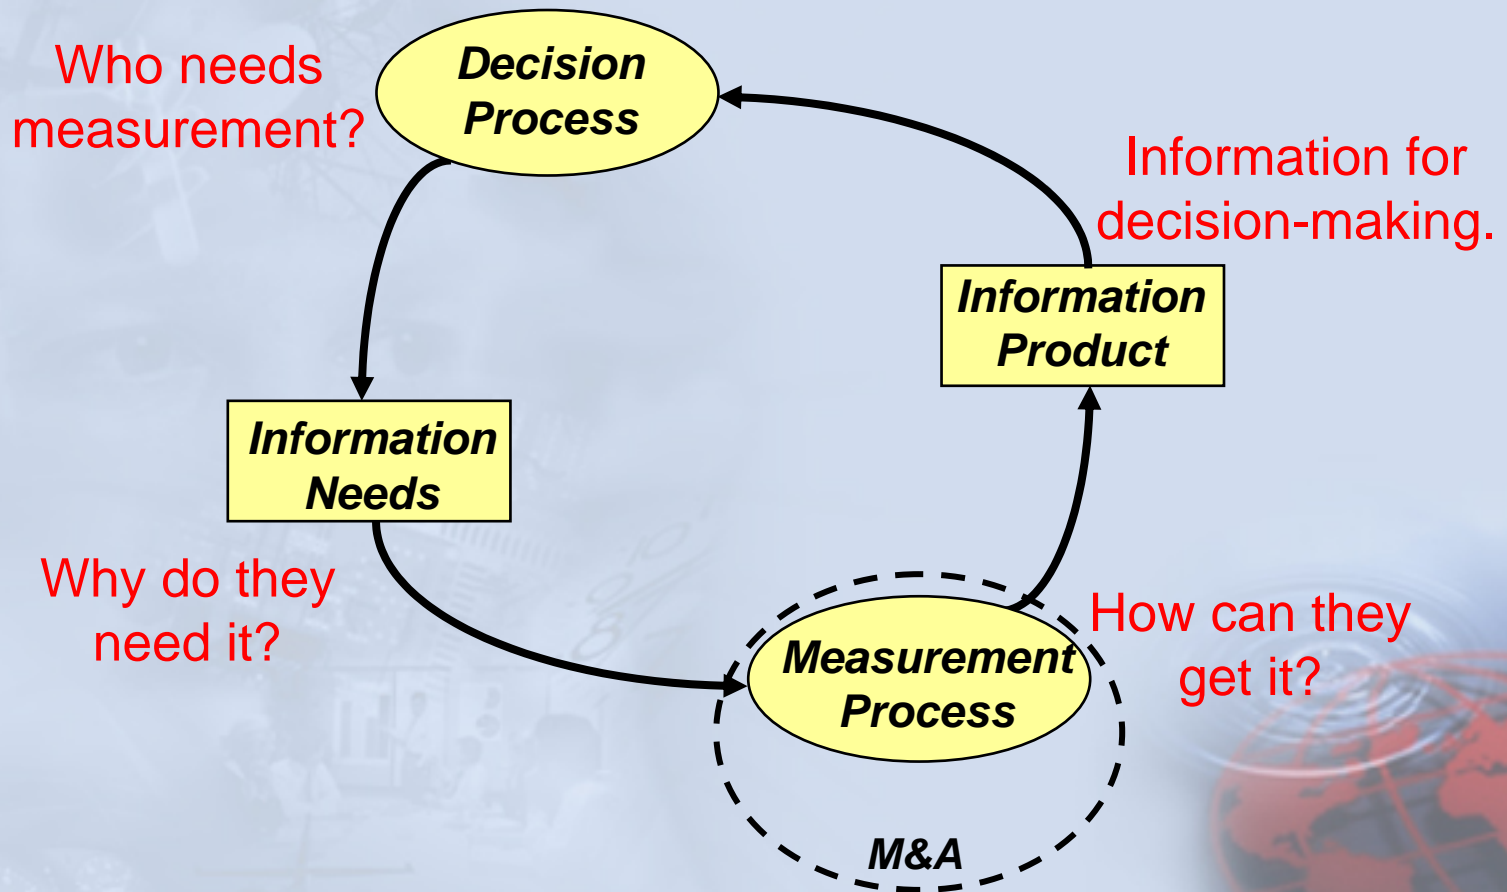 Who needs
measurement?
Decision
Process
Information for
decision-making.
Information
Product
Information
Needs
Why do they
need it?
Measurement
Process
How can they
get it?
M&A